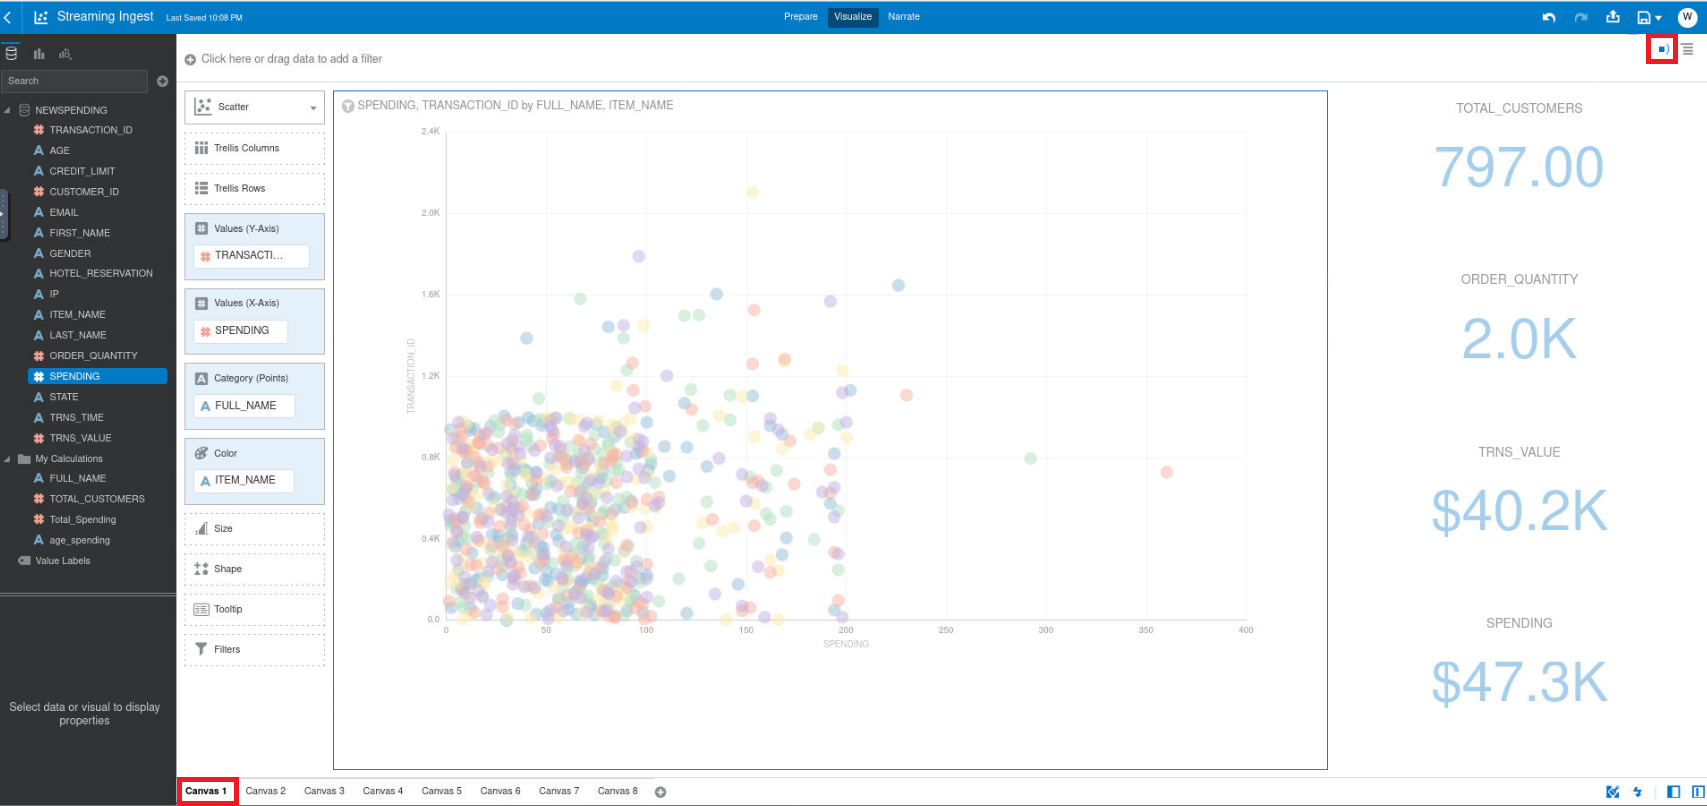 Streaming Ingest Last Saved 10:08 PM
Prepare Visualize Narrate
W
Search
NEWSPENDING
TRANSACTION_ID
AGE
CREDIT_LIMIT
CUSTOMER_ID
EMAIL
FIRST_NAME
GENDER
HOTEL_RESERVATION
IP
ITEM_NAME
LAST_NAME
ORDER_QUANTITY
SPENDING
STATE
TRNS_TIME
TRNS_VALUE
My Calculations
FULL_NAME
TOTAL_CUSTOMERS
Total_Spending
age_spending
Value Labels
Select data or visual to display
properties
Click here or drag data to add a filter
Scatter
Trellis Columns
Trellis Rows
Values (Y-Axis)
TRANSACTI...
Values (X-Axis)
SPENDING
Category (Points)
FULL_NAME
Color
ITEM_NAME
Size
Shape
Tooltip
Filters
SPENDING, TRANSACTION_ID by FULL_NAME, ITEM_NAME
2.4K
2.0K
1.6K
1.2K
0.8K
0.4K
0.0
TRANSACTION_ID
0 50 100 150 200 250 300 350 400
SPENDING
TOTAL_CUSTOMERS
797.00
ORDER_QUANTITY
2.0K
TRNS_VALUE
$40.2K
SPENDING
$47.3K
Canvas 1 Canvas 2 Canvas 3 Canvas 4 Canvas 5 Canvas 6 Canvas 7 Canvas 8